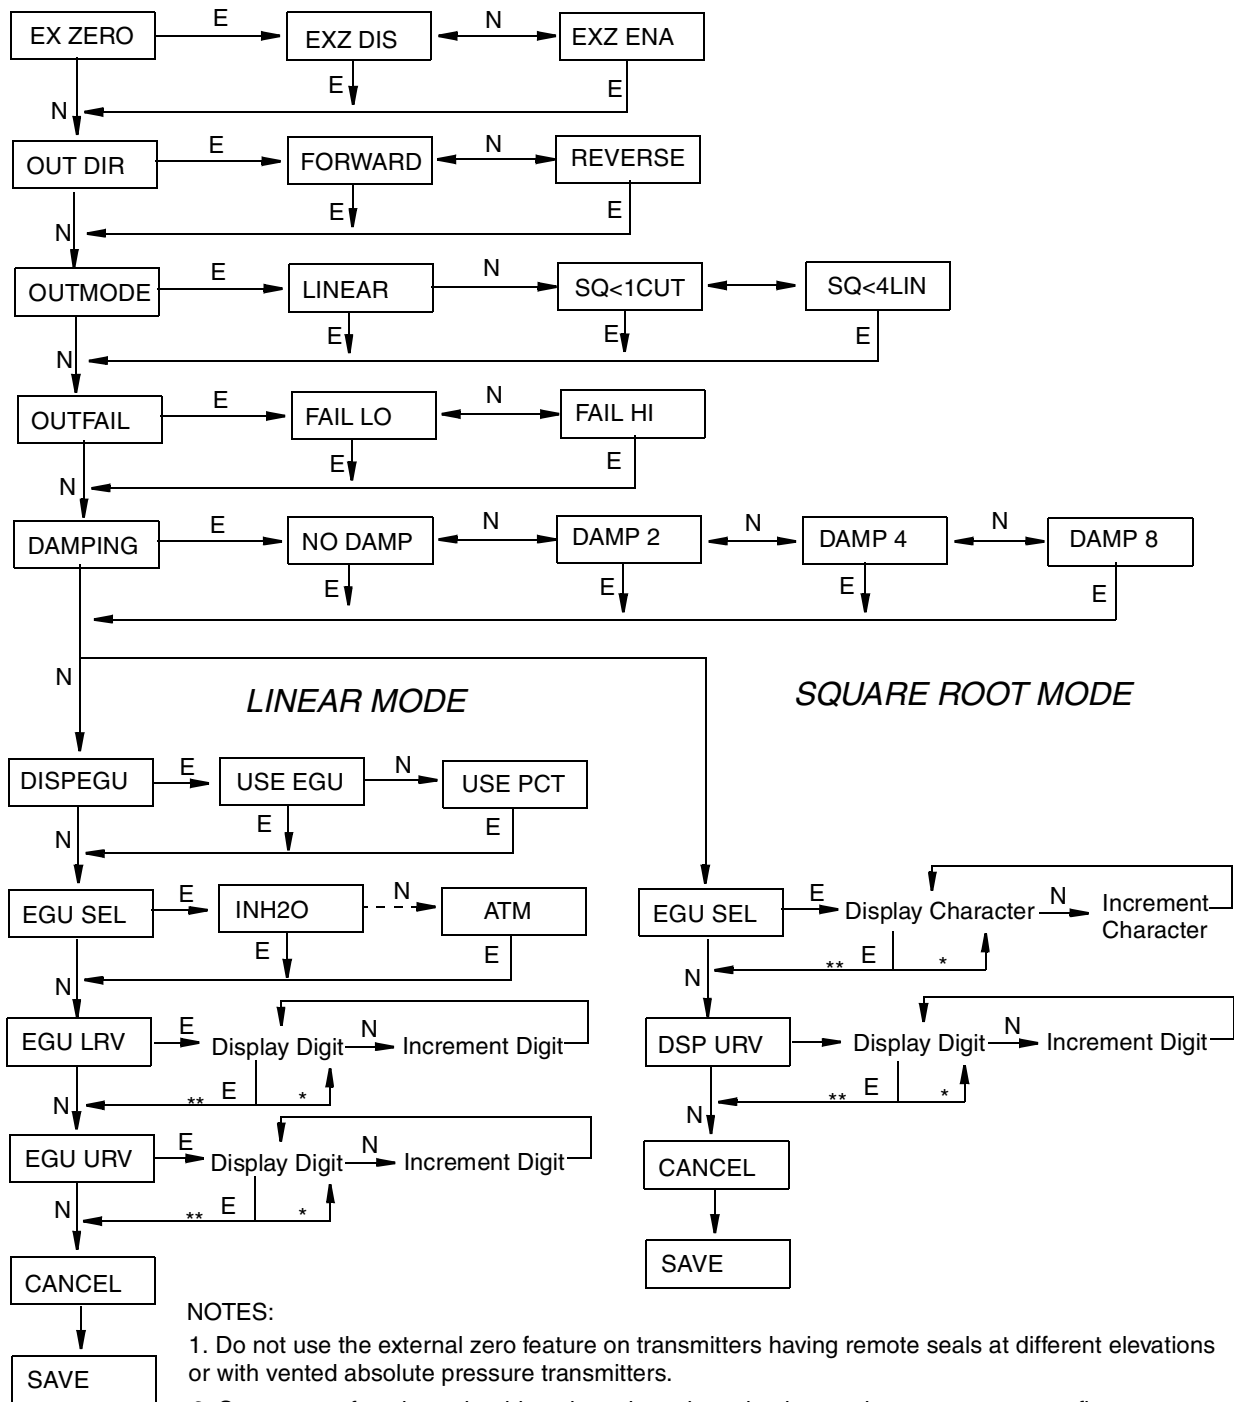 EX ZERO E EXZ DIS N EXZ ENA
E E
N
OUT DIR E FORWARD N REVERSE
E E
N
OUTMODE E LINEAR N SQ<1CUT SQ<4LIN
E E E
N
OUTFAIL E FAIL LO N FAIL HI
E E
N
DAMPING E NO DAMP N DAMP 2 N DAMP 4 N DAMP 8
E E E E
N
LINEAR MODE
DISPEGU E USE EGU N USE PCT
E E
N
EGU SEL E INH2O N ATM
E E
N
EGU LRV E Display Digit N Increment Digit
N ** E *
EGU URV E Display Digit N Increment Digit
N ** E *
CANCEL
SAVE
SQUARE ROOT MODE
EGU SEL E Display Character N Increment
Character
** E *
N
DSP URV Display Digit N Increment Digit
** E *
N
CANCEL
SAVE
NOTES:
1. Do not use the external zero feature on transmitters having remote seals at different elevations
or with vented absolute pressure transmitters.